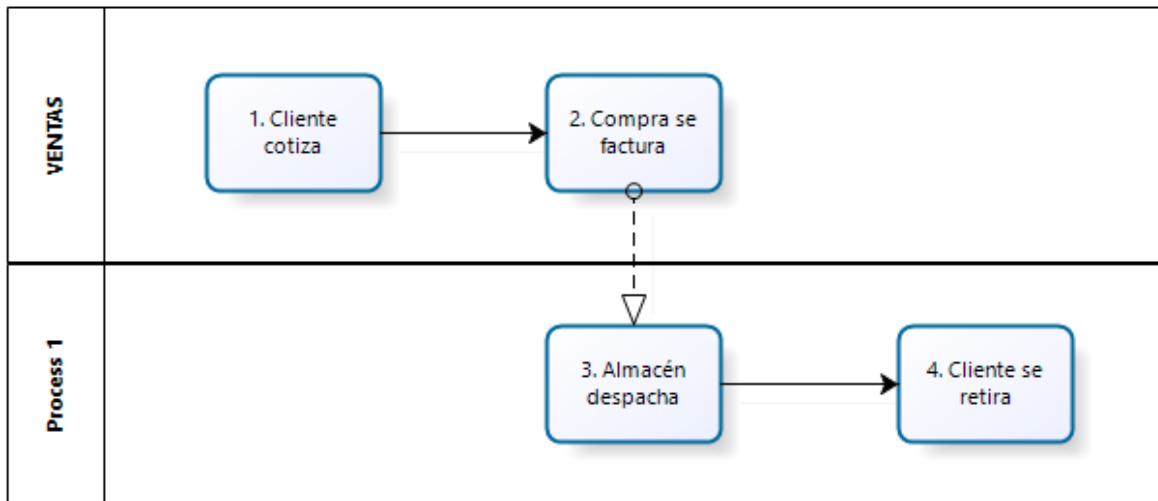 VENTAS
1. Cliente
cotiza
2. Compra se
factura
Process 1
3. Almacén
despacha
4. Cliente se
retira